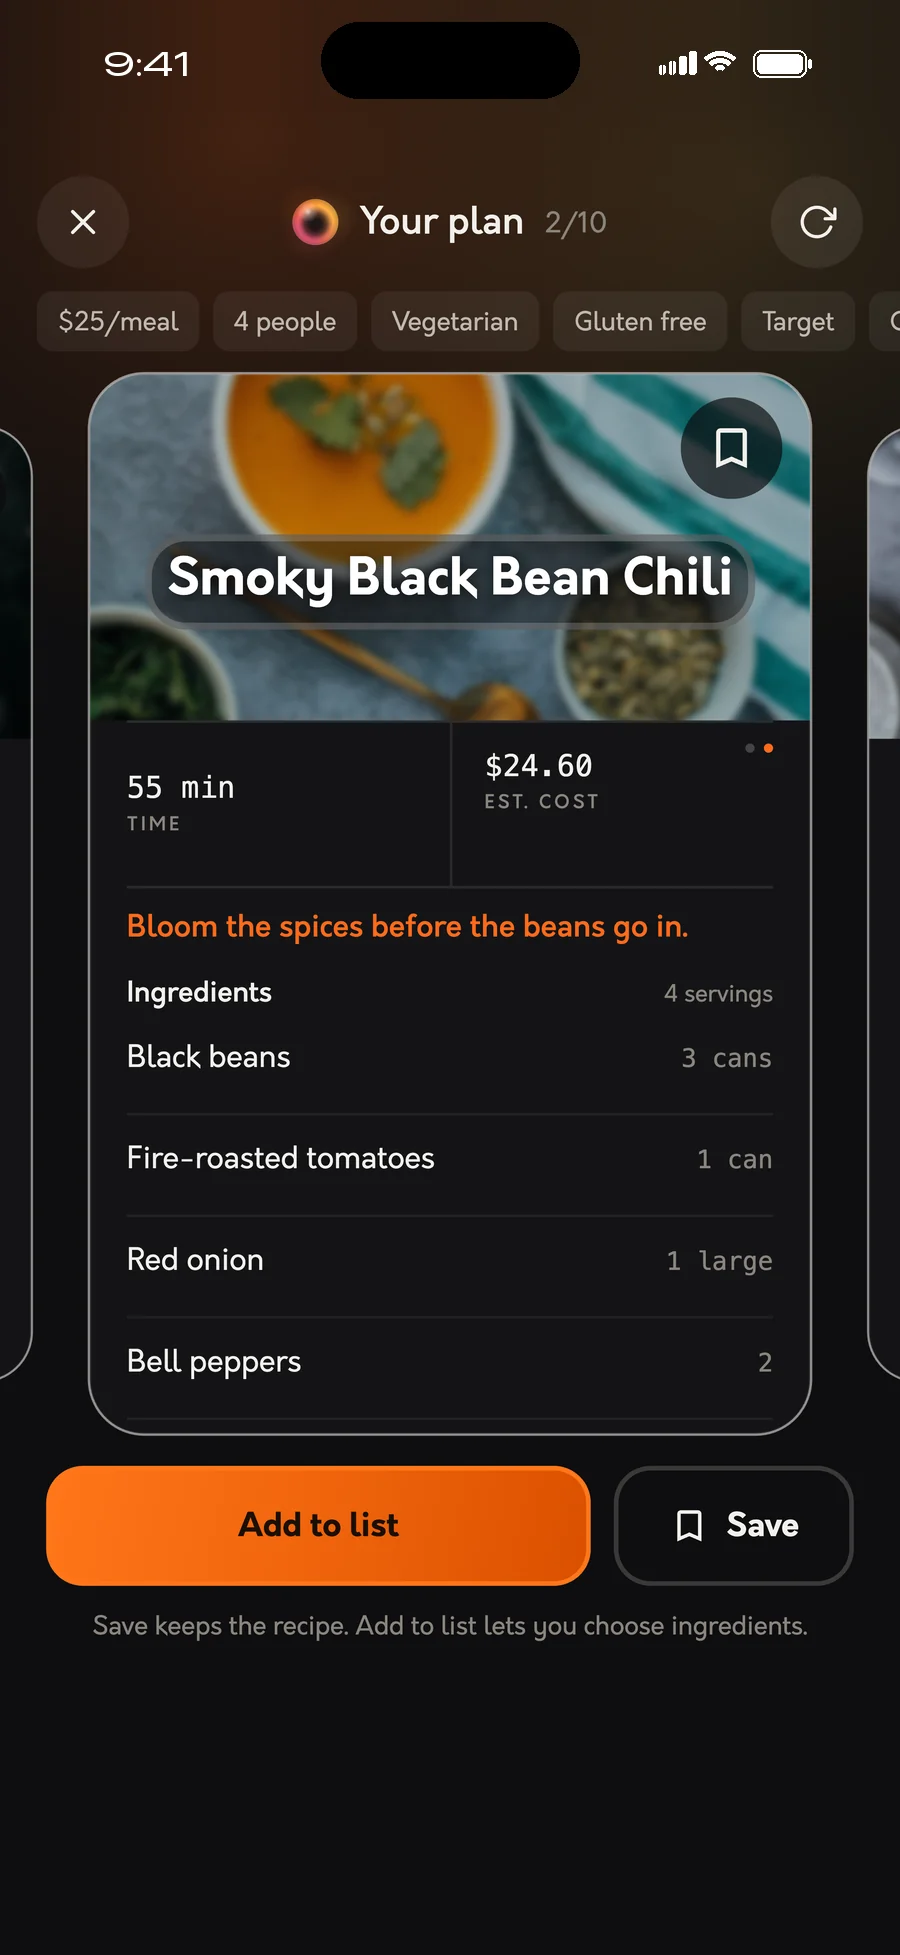 9:41
Your plan 2/10
$25/meal 4 people Vegetarian Gluten free Target
Smoky Black Bean Chili
55 min
TIME
$24.60
EST. COST
Bloom the spices before the beans go in.
Ingredients 4 servings
Black beans 3 cans
Fire-roasted tomatoes 1 can
Red onion 1 large
Bell peppers 2
Add to list Save
Save keeps the recipe. Add to list lets you choose ingredients.